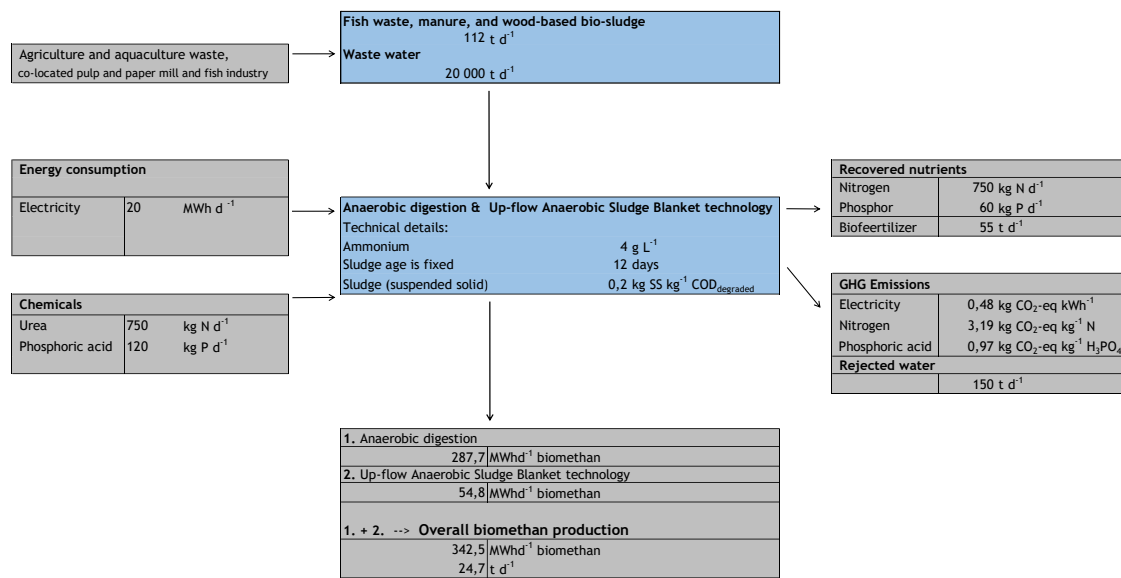 Fish waste, manure, and wood-based bio-sludge
112 t d⁻¹
Waste water
20 000 t d⁻¹
Agriculture and aquaculture waste,
co-located pulp and paper mill and fish industry
Energy consumption
Electricity 20 MWh d ⁻¹
Chemicals
Urea 750 kg N d⁻¹
Phosphoric acid 120 kg P d⁻¹
Anaerobic digestion & Up-flow Anaerobic Sludge Blanket technology
Technical details:
Ammonium 4 g L⁻¹
Sludge age is fixed 12 days
Sludge (suspended solid) 0,2 kg SS kg⁻¹ COD<sub>degraded</sub>
Recovered nutrients
Nitrogen 750 kg N d⁻¹
Phosphor 60 kg P d⁻¹
Biofeertilizer 55 t d⁻¹
GHG Emissions
Electricity 0,48 kg CO₂-eq kWh⁻¹
Nitrogen 3,19 kg CO₂-eq kg⁻¹ N
Phosphoric acid 0,97 kg CO₂-eq kg⁻¹ H₃PO₄
Rejected water
150 t d⁻¹
1. Anaerobic digestion
287,7 MWhd⁻¹ biomethan
2. Up-flow Anaerobic Sludge Blanket technology
54,8 MWhd⁻¹ biomethan
1. + 2. --> Overall biomethan production
342,5 MWhd⁻¹ biomethan
24,7 t d⁻¹